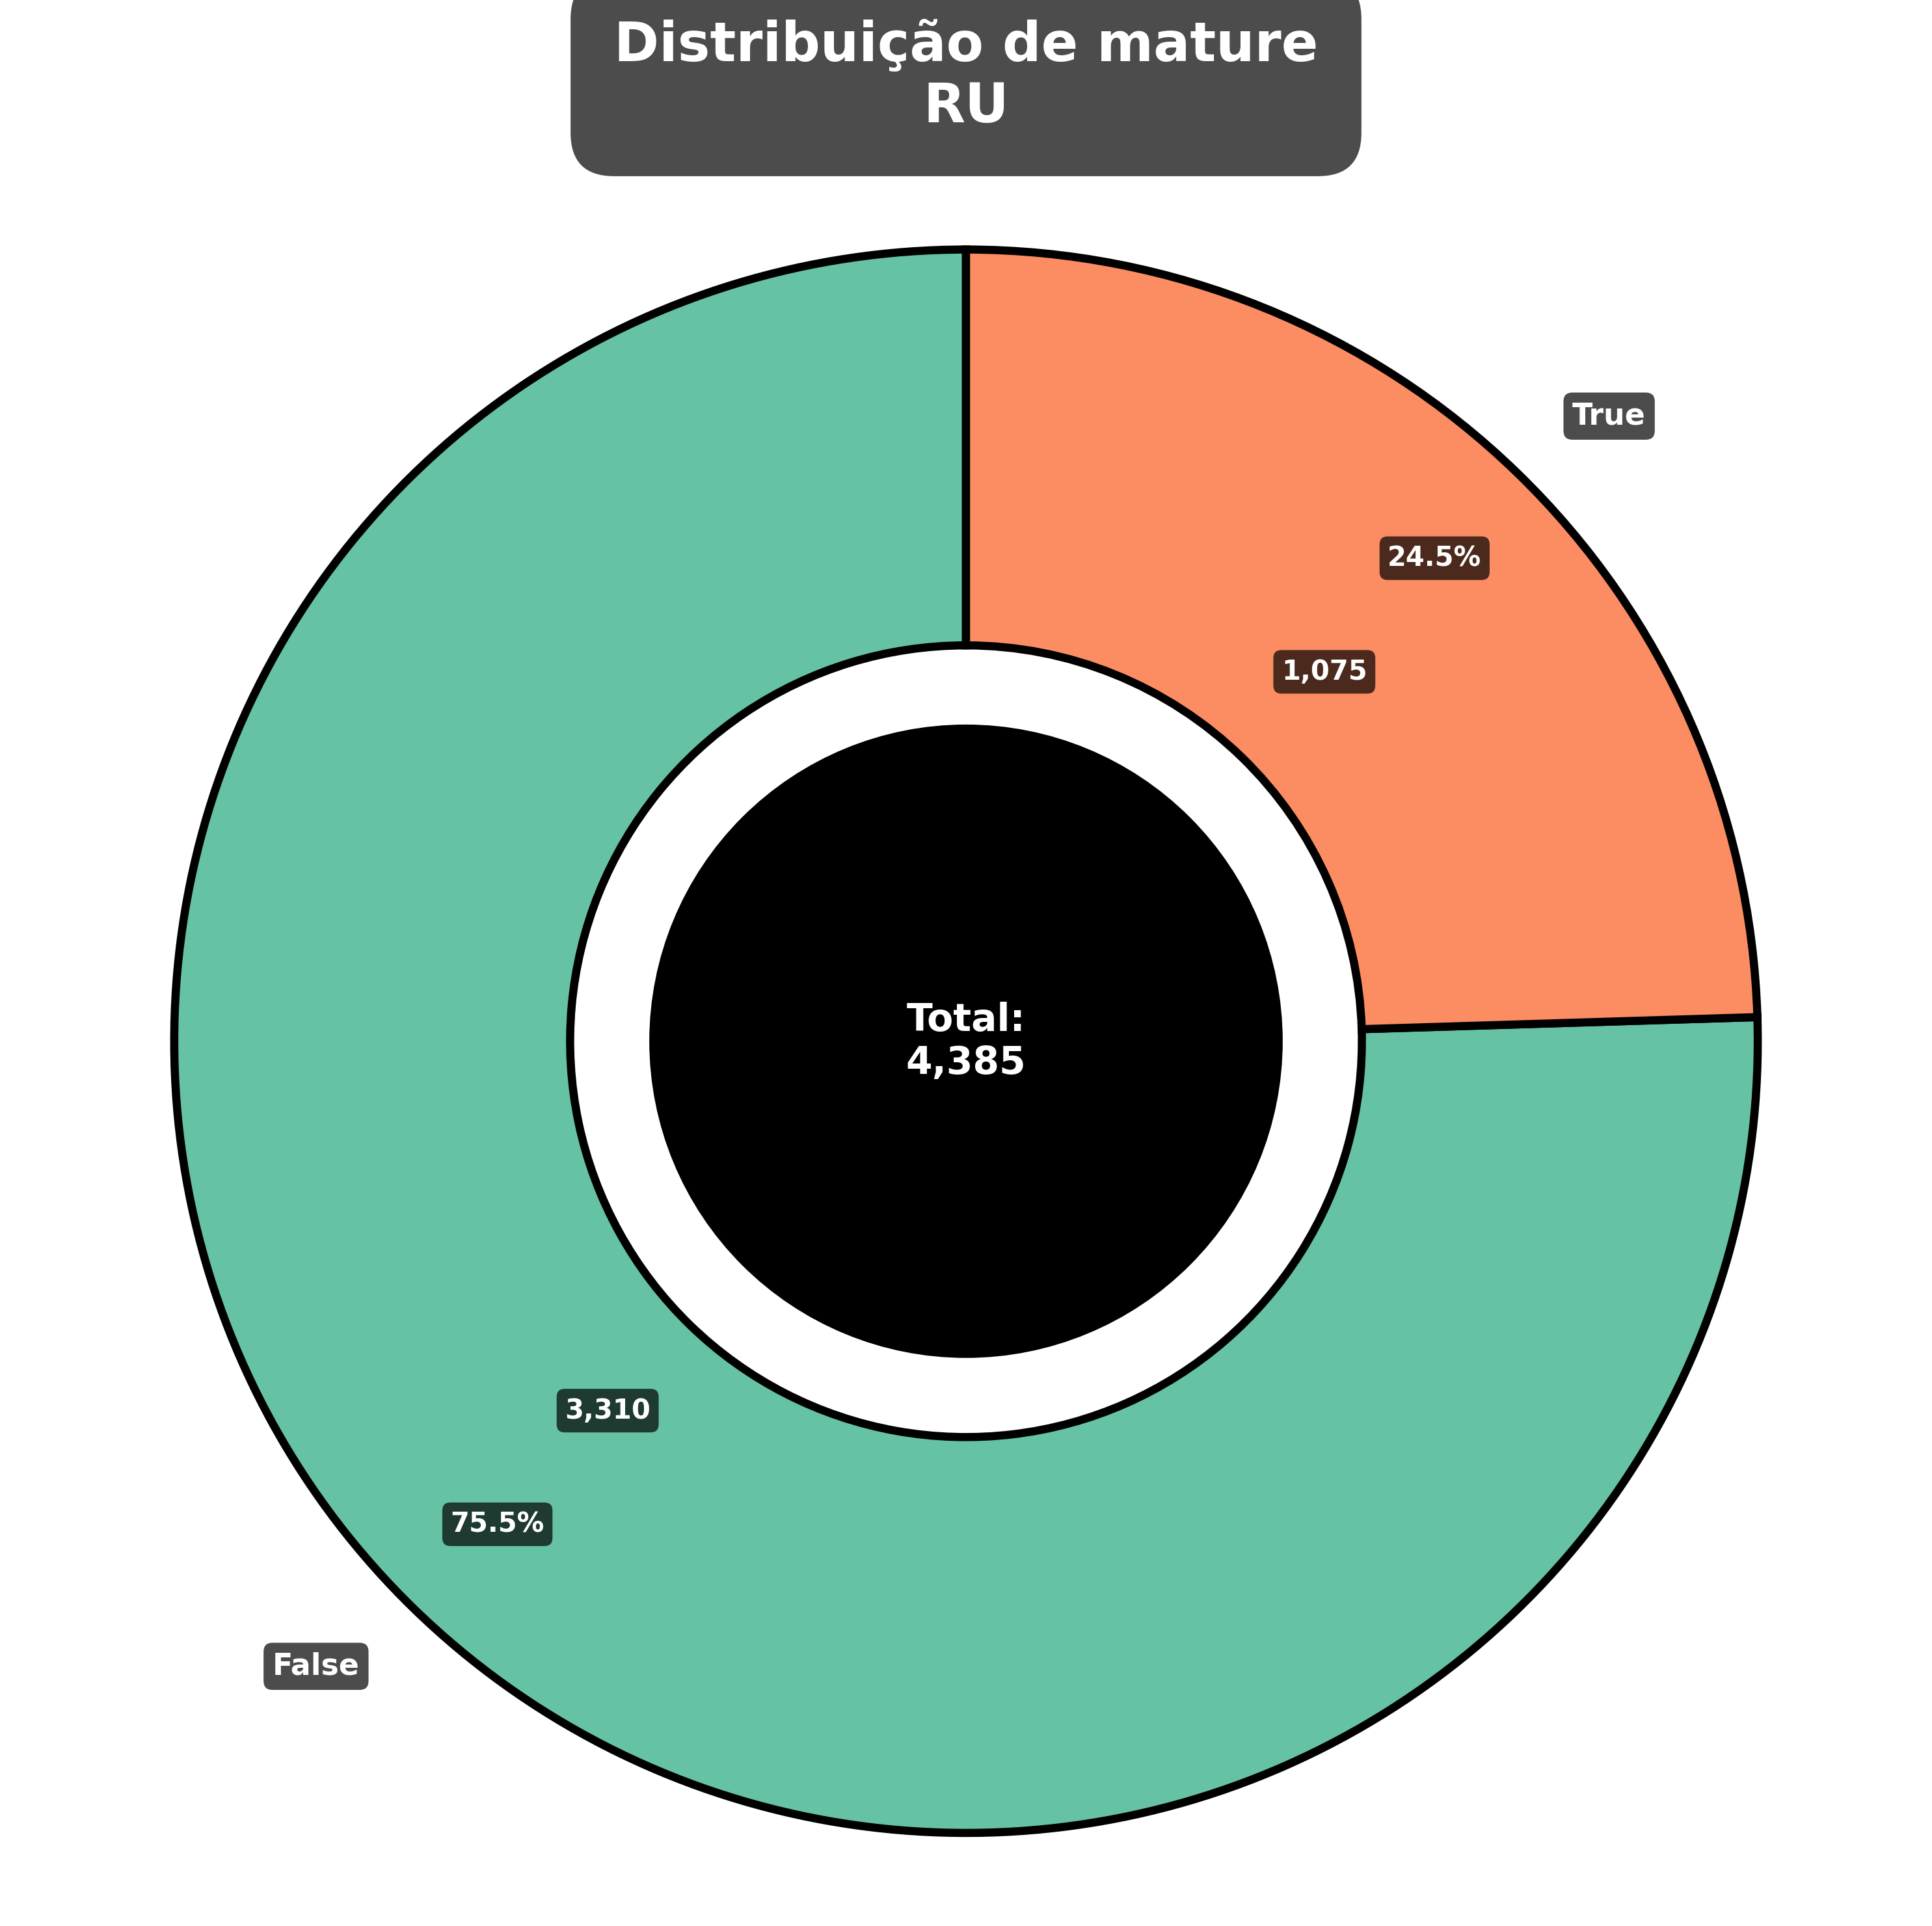 Distribuição de mature
RU
True
24.5%
1,075
Total:
4,385
3,310
75.5%
False